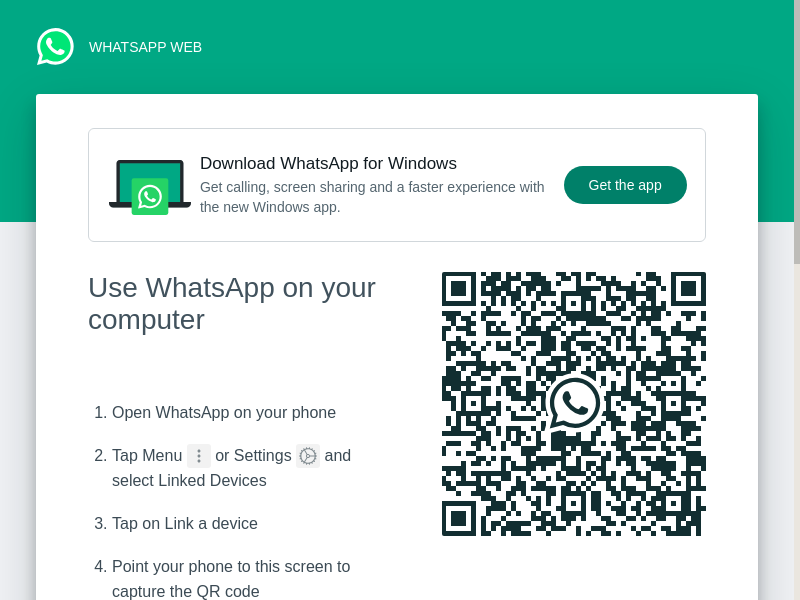 WHATSAPP WEB
Download WhatsApp for Windows
Get calling, screen sharing and a faster experience with
the new Windows app.
Get the app
Use WhatsApp on your
computer
1. Open WhatsApp on your phone
2. Tap Menu or Settings and
select Linked Devices
3. Tap on Link a device
4. Point your phone to this screen to
capture the QR code